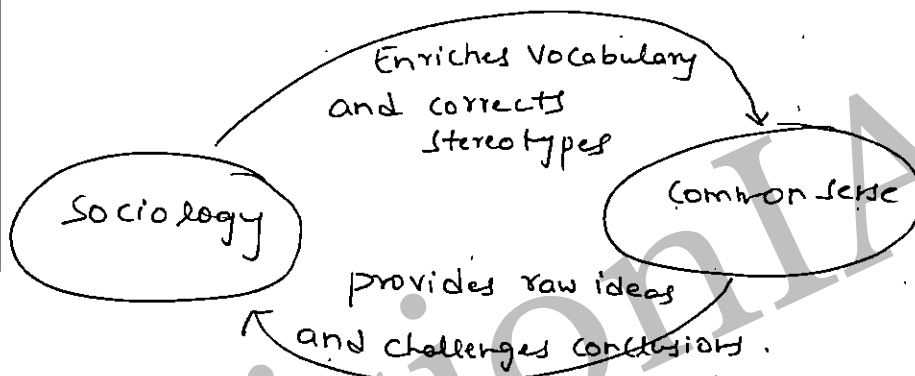 Enriches Vocabulary
and corrects
stereotypes
Sociology
Common sense
provides raw ideas
and challenges conclusions.